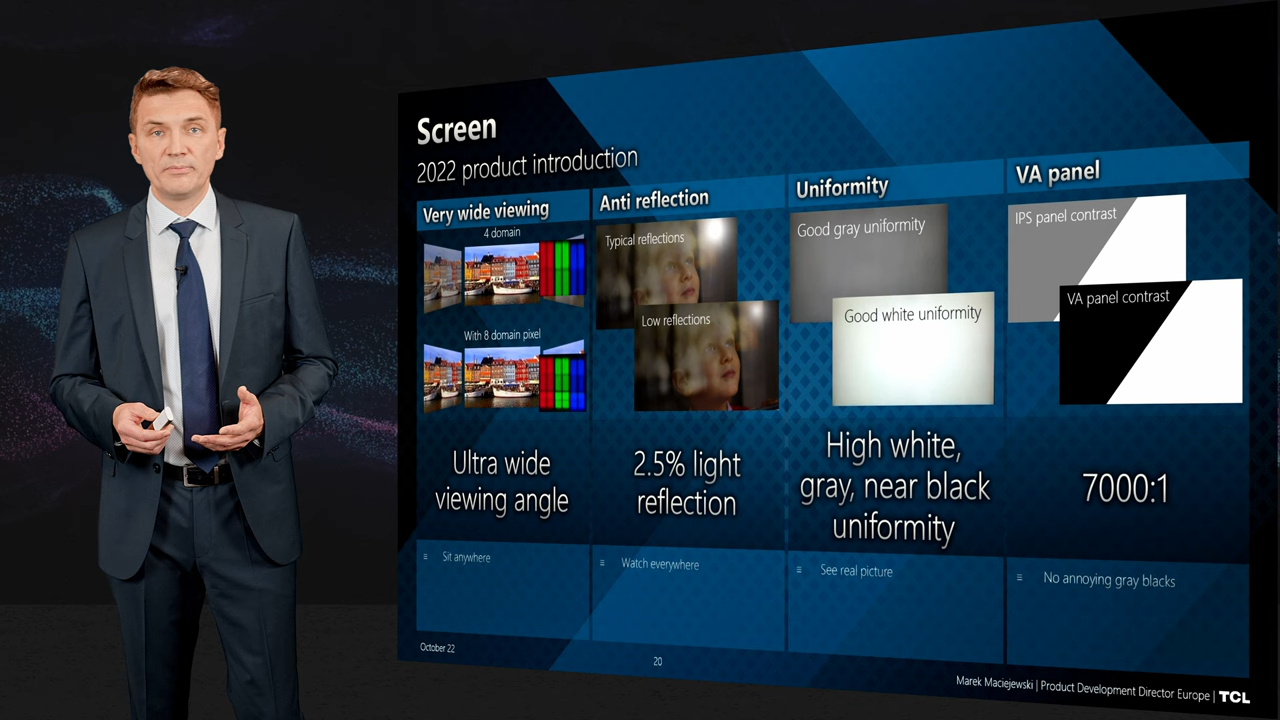 Screen
2022 product introduction
Very wide viewing
4 domain
With 8 domain pixel
Ultra wide
viewing angle
Sit anywhere
Anti reflection
Typical reflections
Low reflections
2.5% light
reflection
Watch everywhere
Uniformity
Good gray uniformity
Good white uniformity
High white,
gray, near black
uniformity
See real picture
VA panel
IPS panel contrast
VA panel contrast
7000:1
No annoying gray blacks
October 22
20
Marek Maciejewski | Product Development Director Europe | TCL